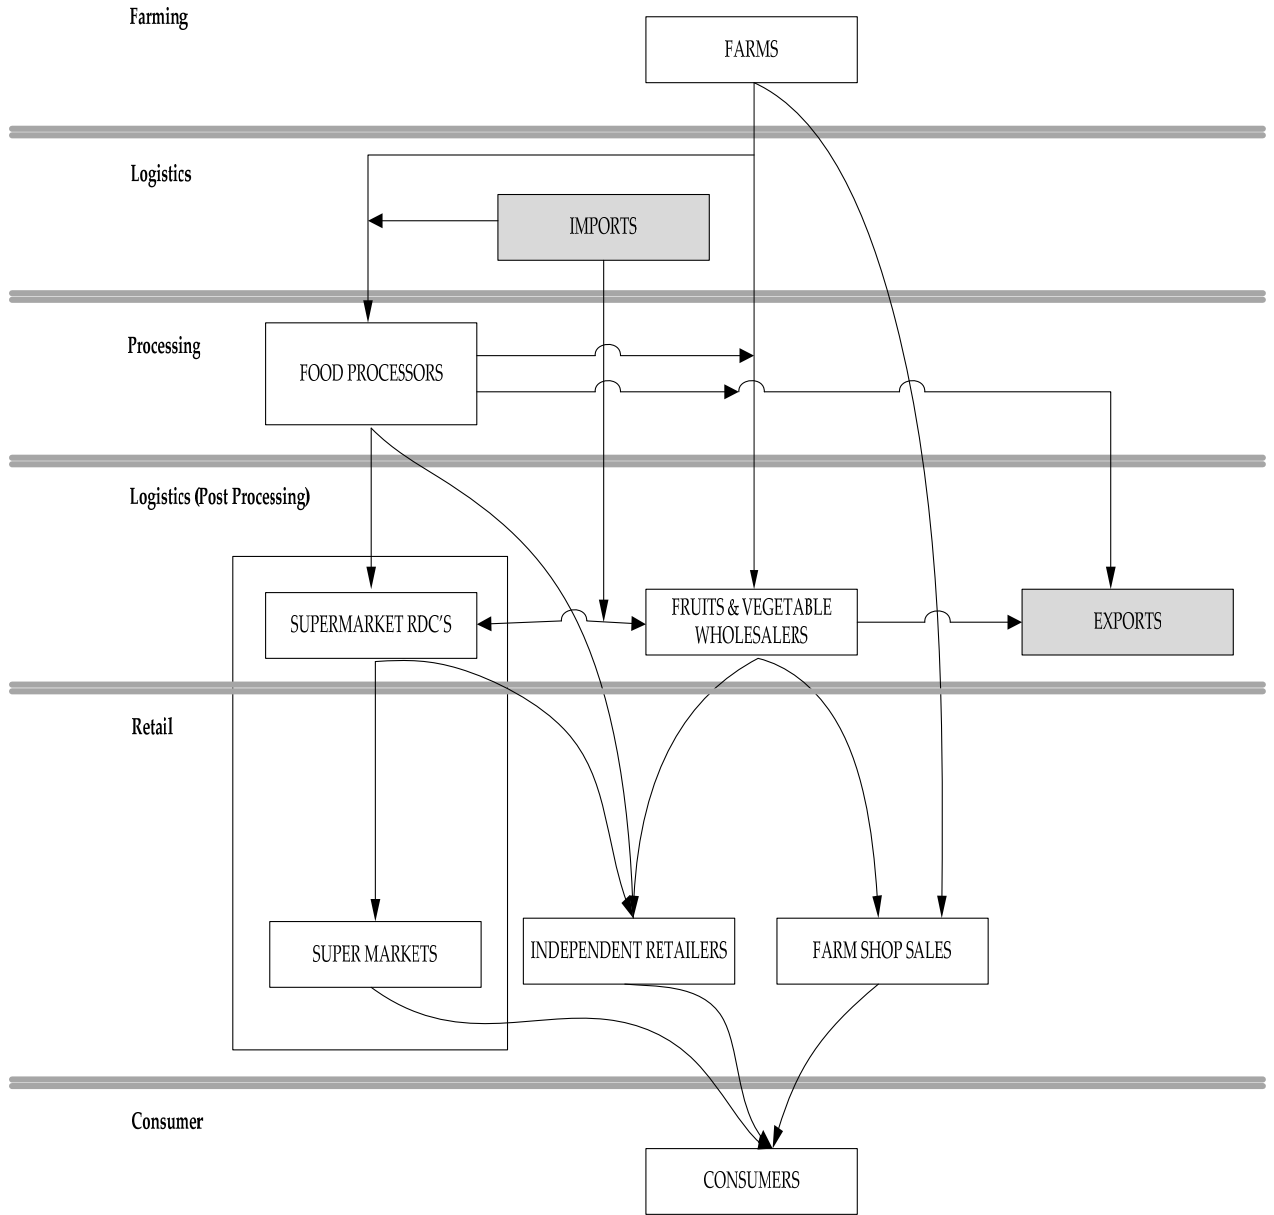 Farming
FARMS
Logistics
IMPORTS
Processing
FOOD PROCESSORS
Logistics (Post Processing)
SUPERMARKET RDC'S
FRUITS & VEGETABLE
WHOLESALERS
EXPORTS
Retail
SUPER MARKETS
INDEPENDENT RETAILERS
FARM SHOP SALES
Consumer
CONSUMERS